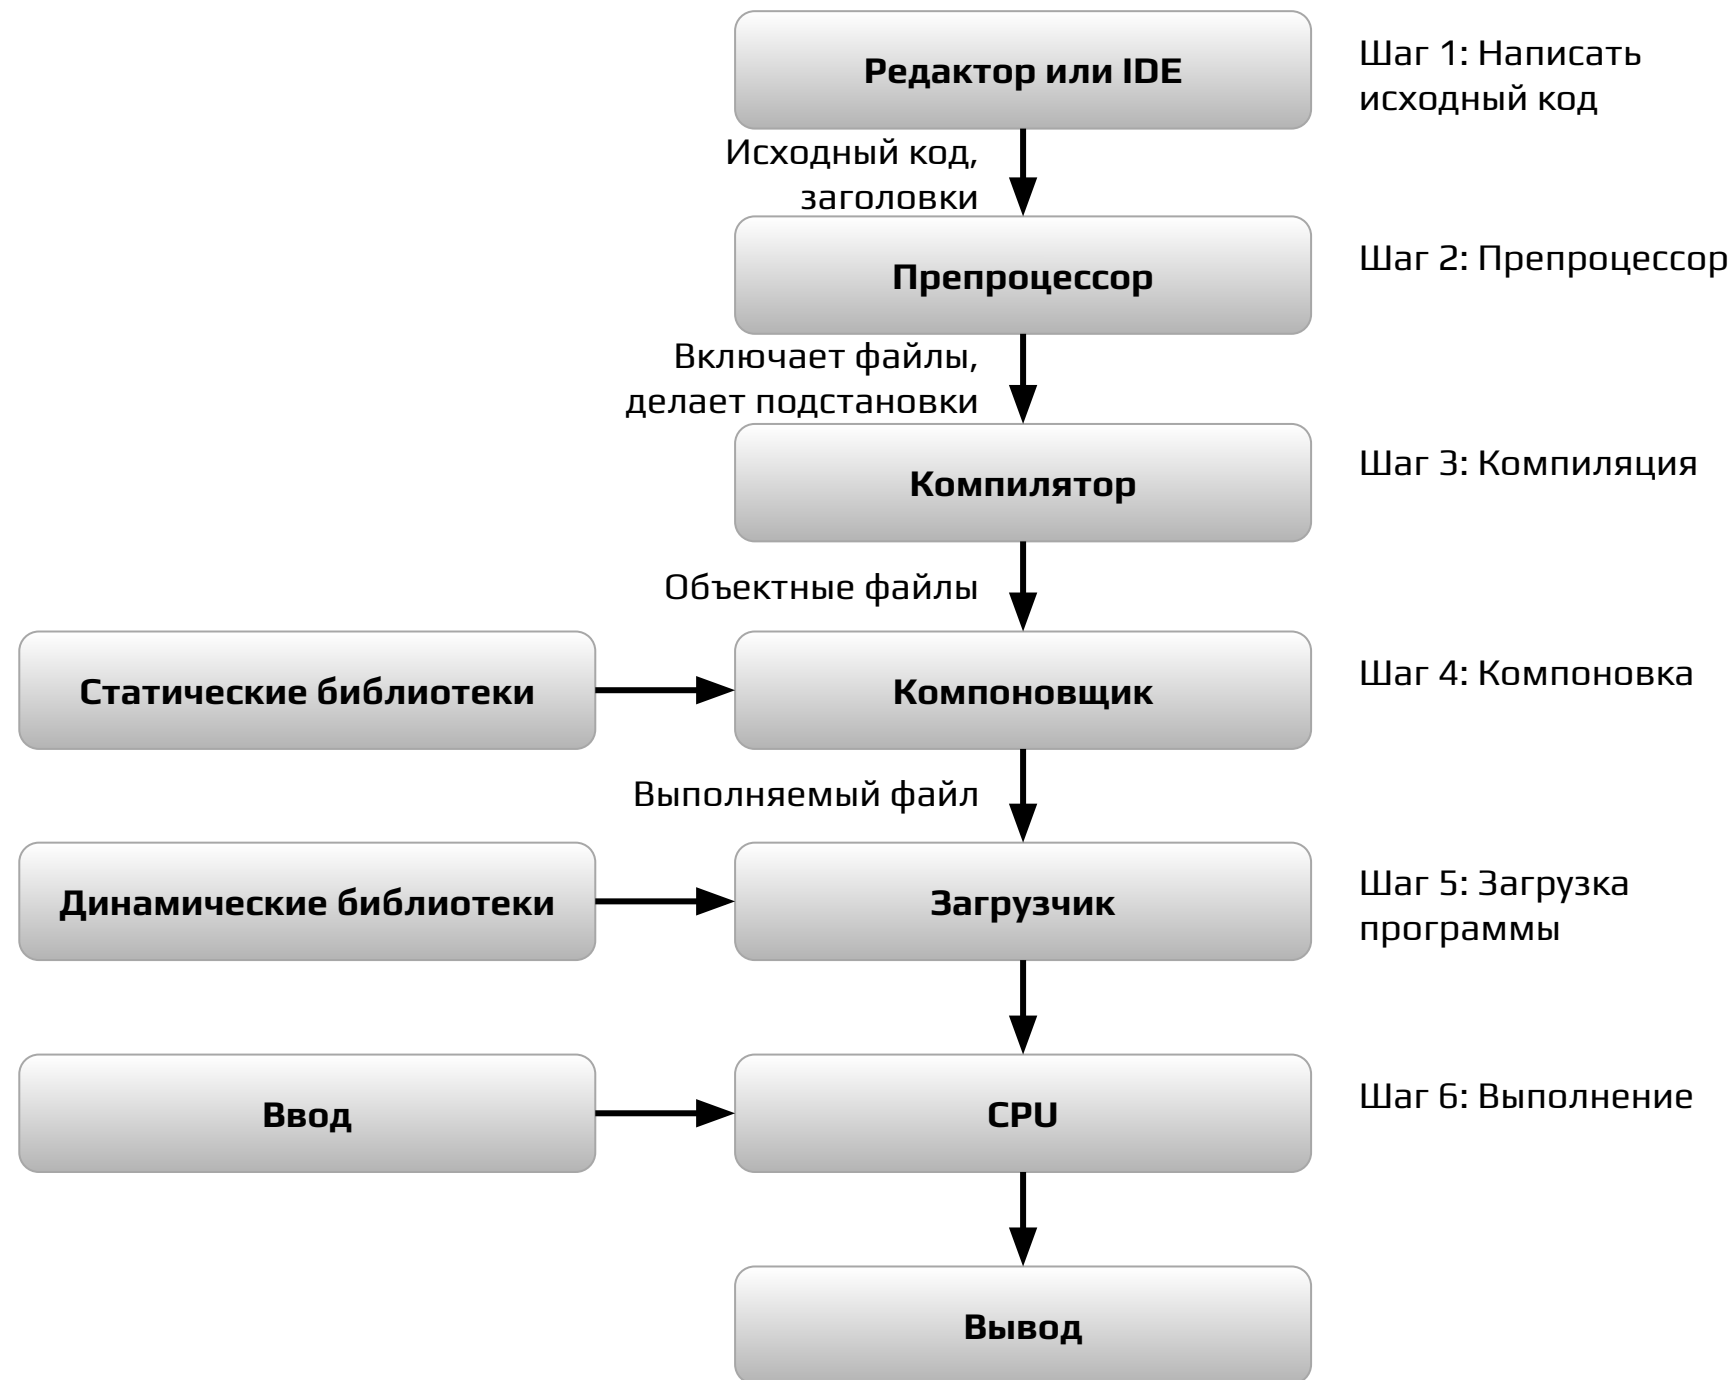 Редактор или IDE
Шаг 1: Написать
исходный код
Исходный код,
заголовки
Препроцессор
Шаг 2: Препроцессор
Включает файлы,
делает подстановки
Компилятор
Шаг 3: Компиляция
Объектные файлы
Статические библиотеки
Компоновщик
Шаг 4: Компоновка
Выполняемый файл
Динамические библиотеки
Загрузчик
Шаг 5: Загрузка
программы
Ввод
CPU
Шаг 6: Выполнение
Вывод